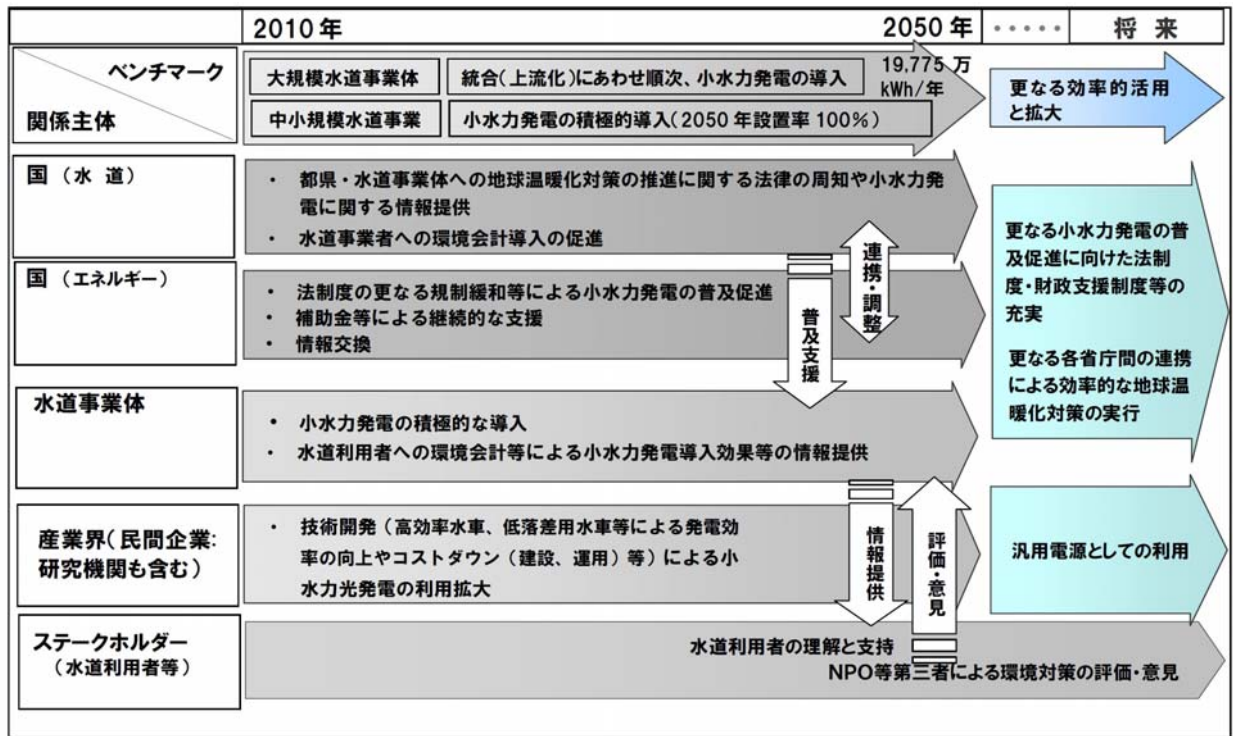 2010年 2050年 ・・・・・ 将 来
ベンチマーク
関係主体
大規模水道事業体 統合(上流化)にあわせ順次、小水力発電の導入
19,775 万
kWh/年
中小規模水道事業 小水力発電の積極的導入(2050年設置率 100%)
更なる効率的活用
と拡大
国(水 道)
・ 都県・水道事業体への地球温暖化対策の推進に関する法律の周知や小水力発
電に関する情報提供
・ 水道事業者への環境会計導入の促進
国(エネルギー)
・ 法制度の更なる規制緩和等による小水力発電の普及促進
・ 補助金等による継続的な支援
・ 情報交換
連携・調整
普及支援
更なる小水力発電の普
及促進に向けた法制
度・財政支援制度等の
充実
更なる各省庁間の連携
による効率的な地球温
暖化対策の実行
水道事業体
・ 小水力発電の積極的な導入
・ 水道利用者への環境会計等による小水力発電導入効果等の情報提供
産業界(民間企業:
研究機関も含む)
・ 技術開発(高効率水車、低落差用水車等による発電効
率の向上やコストダウン(建設、運用)等)による小
水力光発電の利用拡大
情報提供
評価・意見
汎用電源としての利用
ステークホルダー
(水道利用者等)
水道利用者の理解と支持
NPO等第三者による環境対策の評価・意見